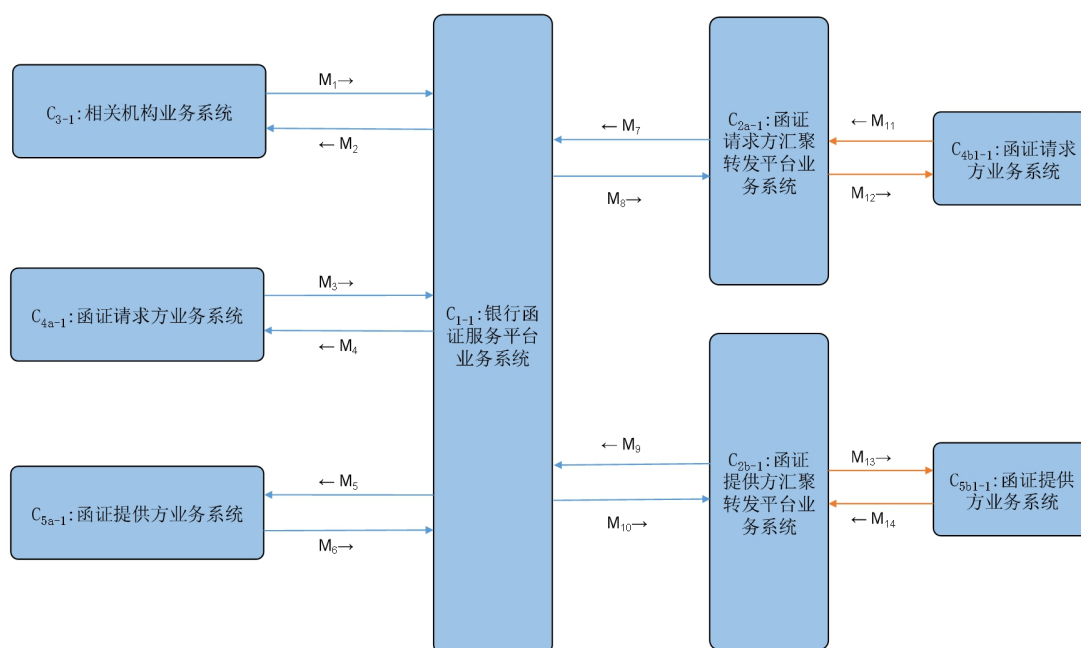 M₁→
C₃₋₁:相关机构业务系统
← M₂
M₃→
C₄ₐ₋₁:函证请求方业务系统
← M₄
← M₅
C₅ₐ₋₁:函证提供方业务系统
M₆→
C₁₋₁:银行函
证服务平台
业务系统
← M₇
M₈→
← M₉
M₁₀→
C₂ₐ₋₁:函证
请求方汇聚
转发平台业
务系统
C₂b₋₁:函证
提供方汇聚
转发平台业
务系统
← M₁₁
M₁₂→
C₄b₁₋₁:函证请求
方业务系统
M₁₃→
← M₁₄
C₅b₁₋₁:函证提供
方业务系统